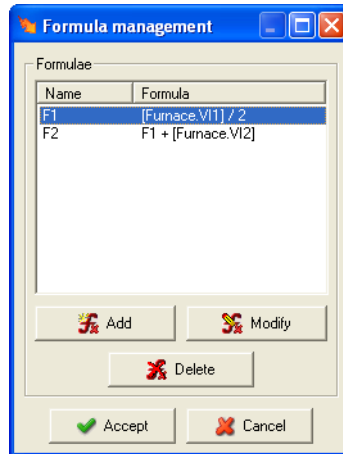 Formula management
Formulae
Name Formula
F1 [Furnace.VI1] / 2
F2 F1 + [Furnace.VI2]
Add Modify
Delete
Accept Cancel